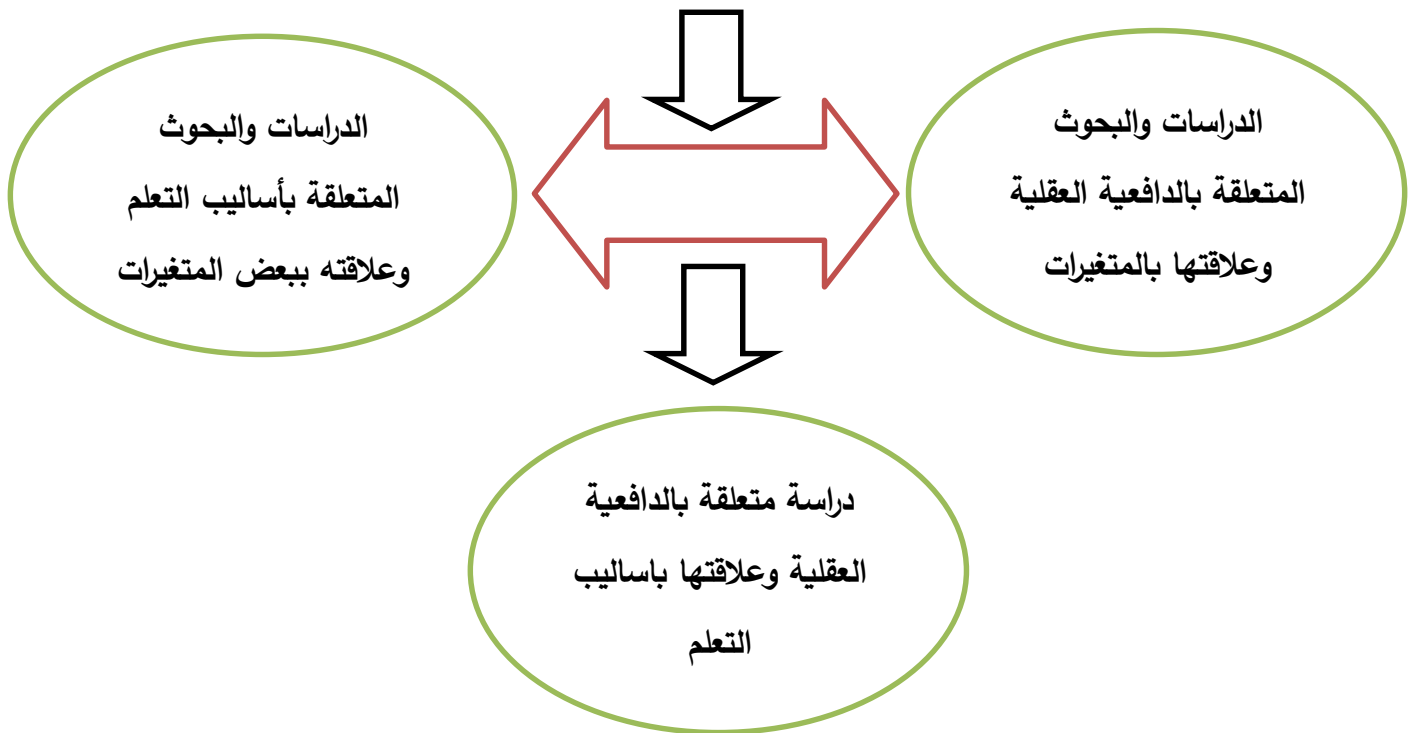 الدراسات والبحوث
المتعلقة بالدافعية العقلية
وعلاقتها بالمتغيرات
الدراسات والبحوث
المتعلقة بأساليب التعلم
وعلاقته ببعض المتغيرات
دراسة متعلقة بالدافعية
العقلية وعلاقتها باساليب
التعلم